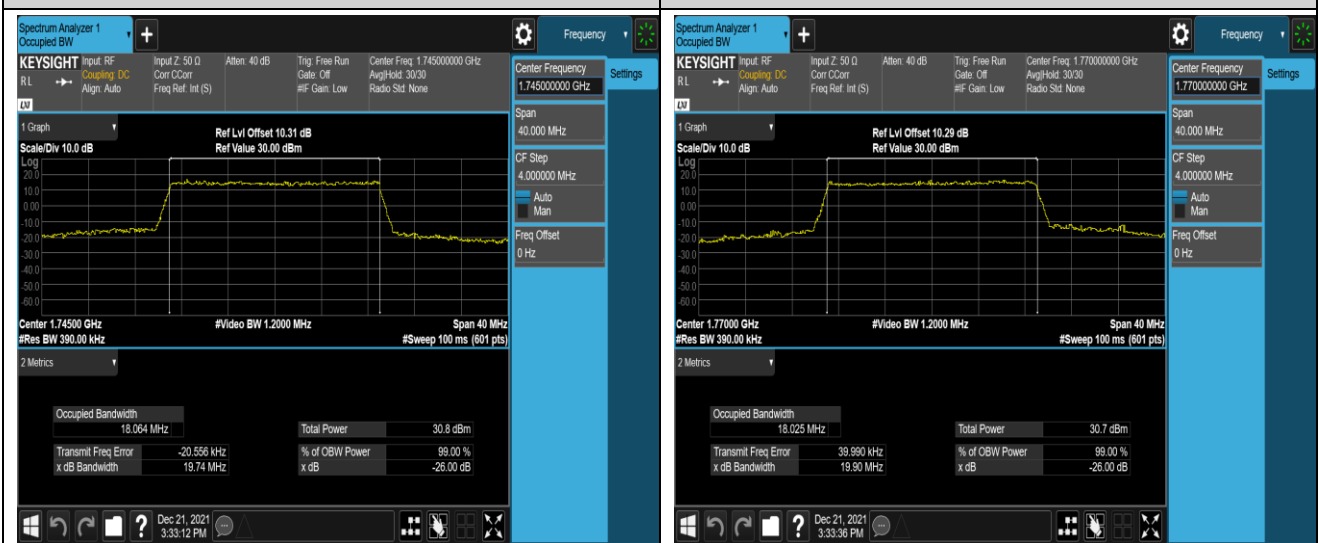 Spectrum Analyzer 1
Occupied BW
Frequency
KEYSIGHT
Input: RF
Input Z: 50 Ω
Atten: 40 dB
Trig: Free Run
Center Freq: 1.745000000 GHz
RL
Coupling: DC
Corr CCorr
Gate: Off
Avg|Hold: 30/30
Align: Auto
Freq Ref: Int (S)
#IF Gain: Low
Radio Std: None
LXI
Center Frequency
1.745000000 GHz
Settings
Span
40.000 MHz
CF Step
4.000000 MHz
Auto
Man
Freq Offset
0 Hz
1 Graph
Ref Lvl Offset 10.31 dB
Scale/Div 10.0 dB
Ref Value 30.00 dBm
Log
20.0
10.0
0.00
-10.0
-20.0
-30.0
-40.0
-50.0
-60.0
Center 1.74500 GHz
#Video BW 1.2000 MHz
Span 40 MHz
#Res BW 390.00 kHz
#Sweep 100 ms (601 pts)
2 Metrics
Occupied Bandwidth
18.064 MHz
Total Power
30.8 dBm
Transmit Freq Error
-20.556 kHz
% of OBW Power
99.00 %
x dB Bandwidth
19.74 MHz
x dB
-26.00 dB
?
Dec 21, 2021
3:33:12 PM
Spectrum Analyzer 1
Occupied BW
Frequency
KEYSIGHT
Input: RF
Input Z: 50 Ω
Atten: 40 dB
Trig: Free Run
Center Freq: 1.770000000 GHz
RL
Coupling: DC
Corr CCorr
Gate: Off
Avg|Hold: 30/30
Align: Auto
Freq Ref: Int (S)
#IF Gain: Low
Radio Std: None
LXI
Center Frequency
1.770000000 GHz
Settings
Span
40.000 MHz
CF Step
4.000000 MHz
Auto
Man
Freq Offset
0 Hz
1 Graph
Ref Lvl Offset 10.29 dB
Scale/Div 10.0 dB
Ref Value 30.00 dBm
Log
20.0
10.0
0.00
-10.0
-20.0
-30.0
-40.0
-50.0
-60.0
Center 1.77000 GHz
#Video BW 1.2000 MHz
Span 40 MHz
#Res BW 390.00 kHz
#Sweep 100 ms (601 pts)
2 Metrics
Occupied Bandwidth
18.025 MHz
Total Power
30.7 dBm
Transmit Freq Error
39.990 kHz
% of OBW Power
99.00 %
x dB Bandwidth
19.90 MHz
x dB
-26.00 dB
?
Dec 21, 2021
3:33:36 PM